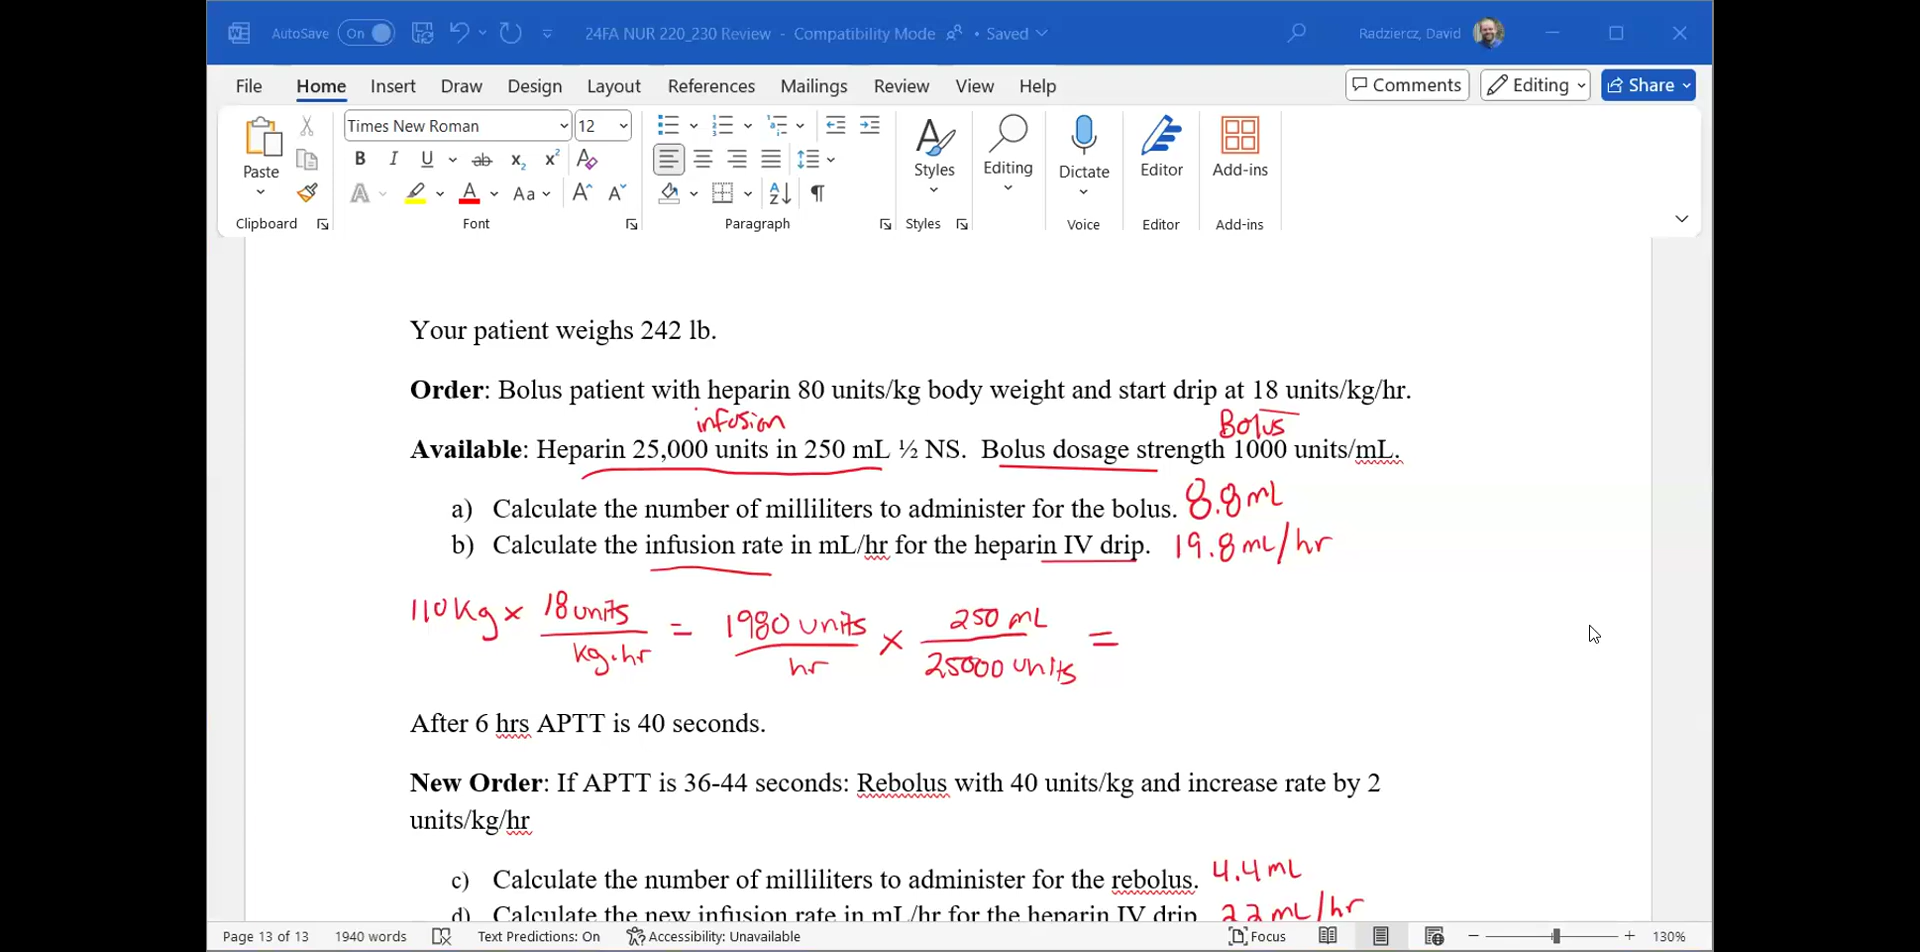 AutoSave On 24FA NUR 220_230 Review - Compatibility Mode • Saved Radziercz, David
File Home Insert Draw Design Layout References Mailings Review View Help Comments Editing Share
Times New Roman 12
Paste Styles Editing Dictate Editor Add-ins
B I U ab x₂ x² A
A A Aa A A A Z ¶
Clipboard Font Paragraph Styles Voice Editor Add-ins
Your patient weighs 242 lb.
Order: Bolus patient with heparin 80 units/kg body weight and start drip at 18 units/kg/hr.
infusion Bolus
Available: Heparin 25,000 units in 250 mL ½ NS. Bolus dosage strength 1000 units/mL.
a) Calculate the number of milliliters to administer for the bolus. 8.8 mL
b) Calculate the infusion rate in mL/hr for the heparin IV drip. 19.8 mL/hr
110 kg × 18 units / kg·hr = 1980 units / hr × 250 mL / 25000 units =
After 6 hrs APTT is 40 seconds.
New Order: If APTT is 36-44 seconds: Rebolus with 40 units/kg and increase rate by 2
units/kg/hr
c) Calculate the number of milliliters to administer for the rebolus. 4.4 mL
d) Calculate the new infusion rate in mL/hr for the heparin IV drip. 22 mL/hr
Page 13 of 13 1940 words Text Predictions: On Accessibility: Unavailable Focus 130%